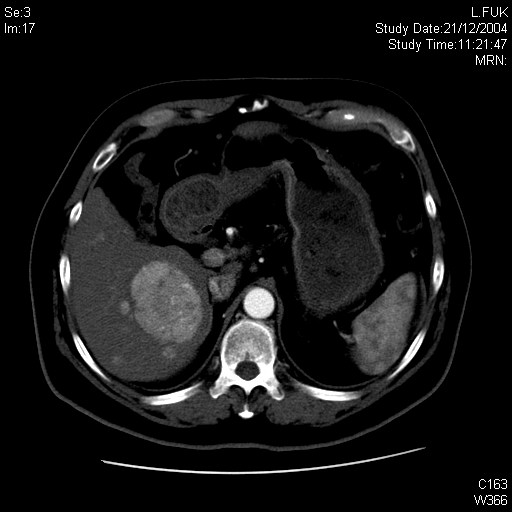 Se:3
Im:17
L.FUK
Study Date:21/12/2004
Study Time:11:21:47
MRN:
C163
W366